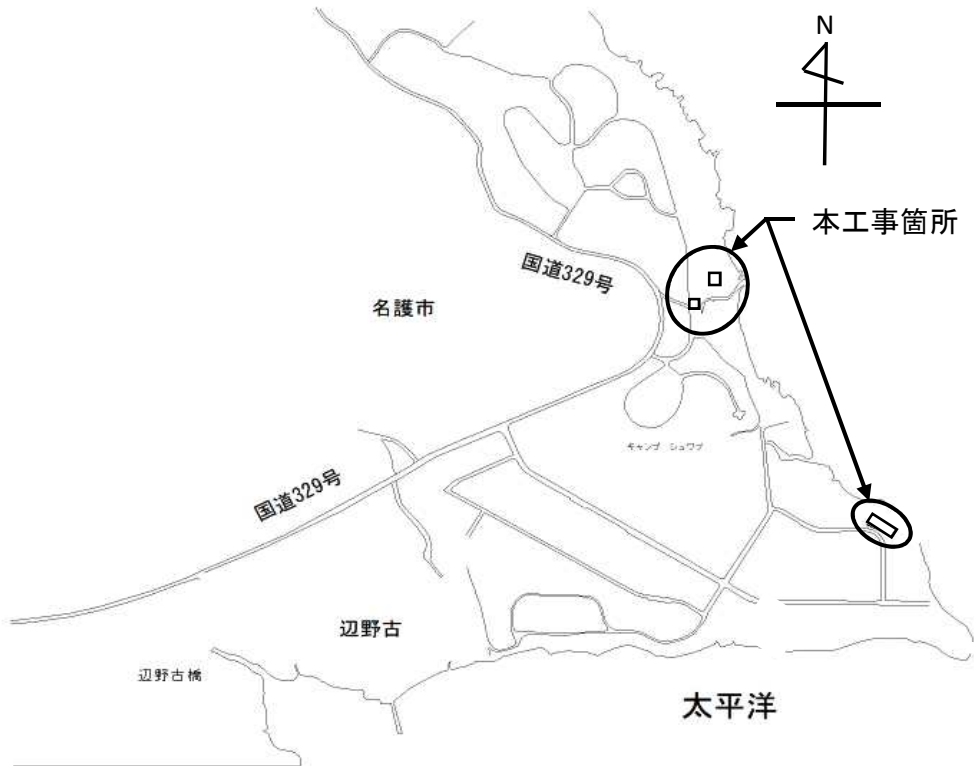 N
本工事箇所
国道329号
名護市
キャンプ シュワブ
国道329号
辺野古
辺野古橋
太平洋